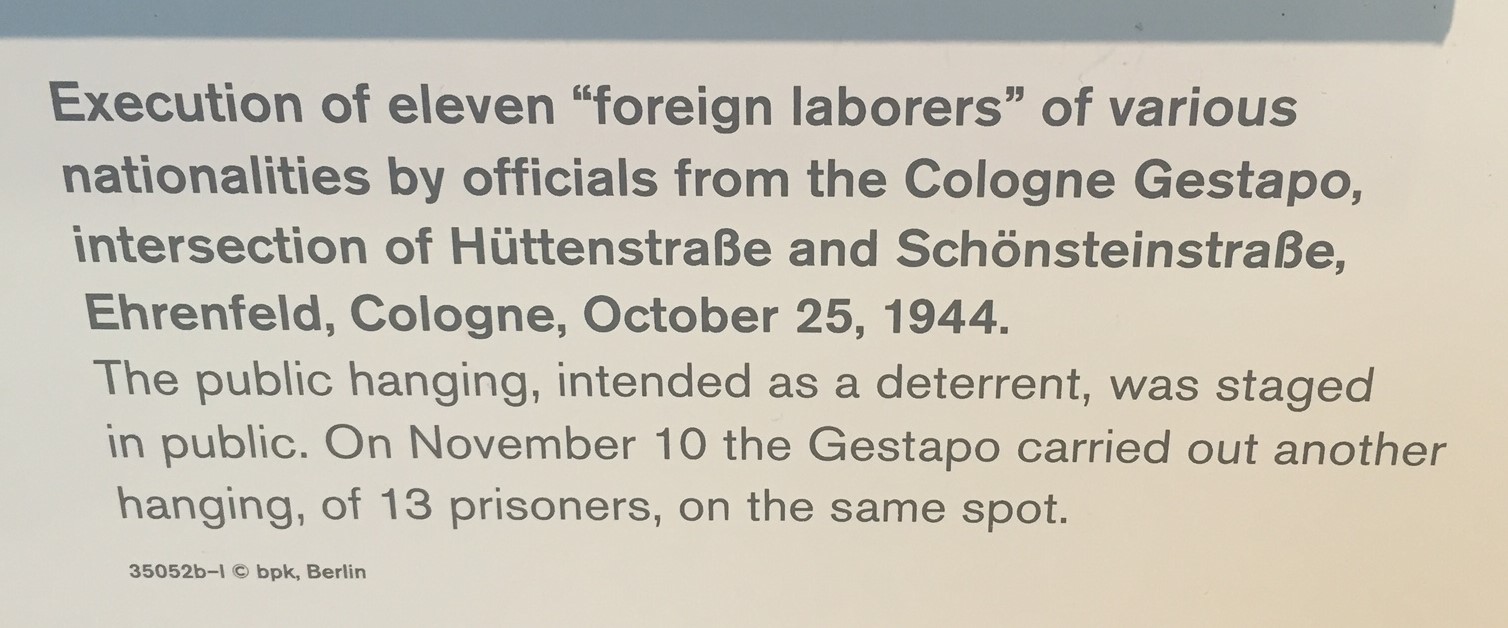 Execution of eleven “foreign laborers” of various
nationalities by officials from the Cologne Gestapo,
intersection of Hüttenstraße and Schönsteinstraße,
Ehrenfeld, Cologne, October 25, 1944.
The public hanging, intended as a deterrent, was staged
in public. On November 10 the Gestapo carried out another
hanging, of 13 prisoners, on the same spot.
35052b–l © bpk, Berlin